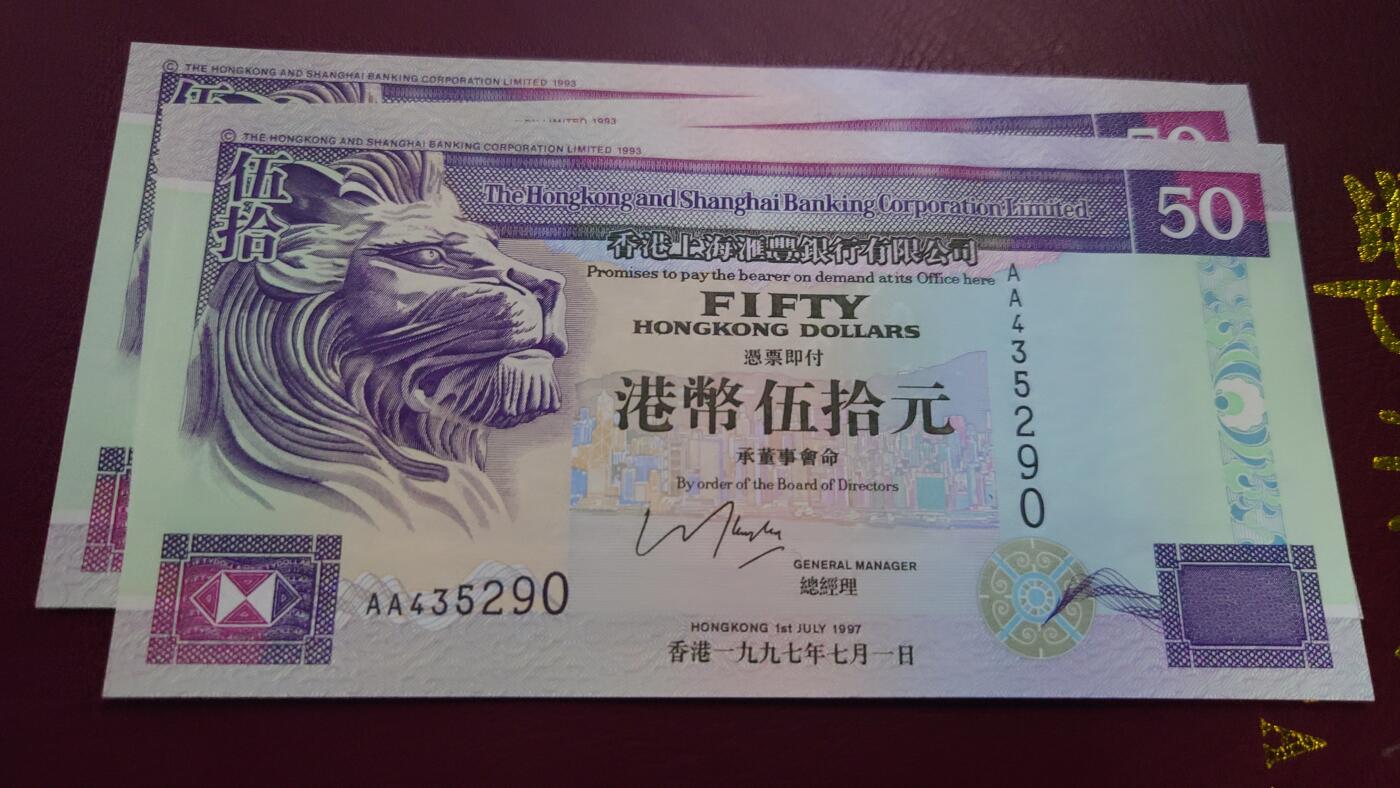 © THE HONGKONG AND SHANGHAI BANKING CORPORATION LIMITED 1993
伍
50
LIMITED 1993
© THE HONGKONG AND SHANGHAI BANKING CORPORATION LIMITED 1993
伍拾
The Hongkong and Shanghai Banking Corporation Limited
50
香港上海滙豐銀行有限公司
Promises to pay the bearer on demand at its Office here
FIFTY
HONGKONG DOLLARS
憑票即付
港幣伍拾元
承董事會命
By order of the Board of Directors
AA435290
GENERAL MANAGER
總經理
AA435290
HONGKONG 1st JULY 1997
香港一九九七年七月一日